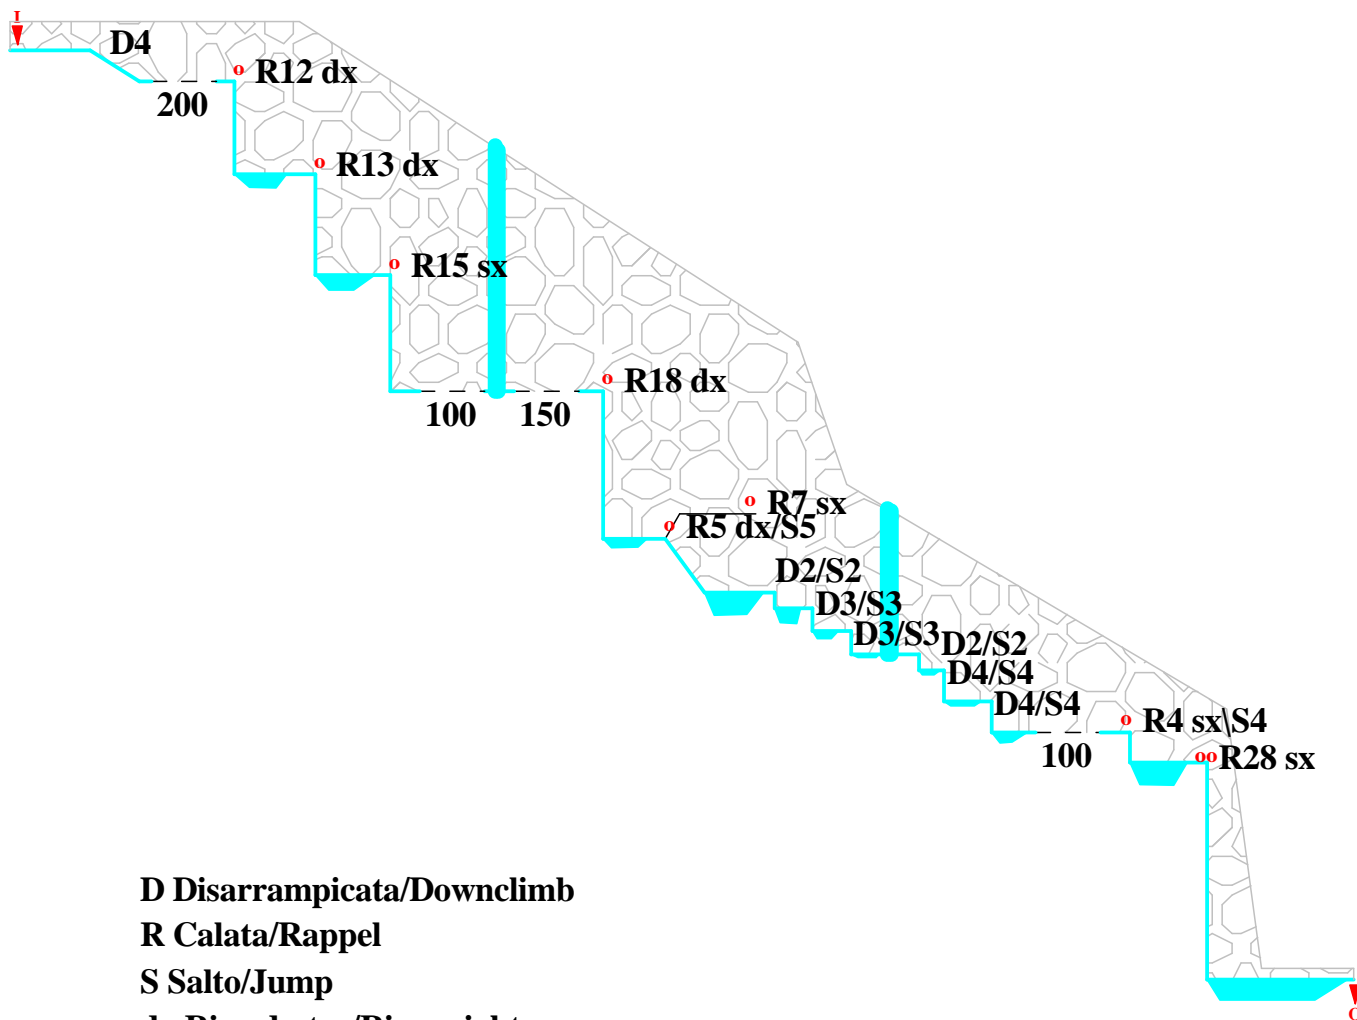 I
D4
R12 dx
200
R13 dx
R15 sx
R18 dx
100
150
R7 sx
R5 dx/S5
D2/S2
D3/S3
D3/S3
D2/S2
D4/S4
D4/S4
R4 sx\S4
100
R28 sx
D Disarrampicata/Downclimb
R Calata/Rappel
S Salto/Jump